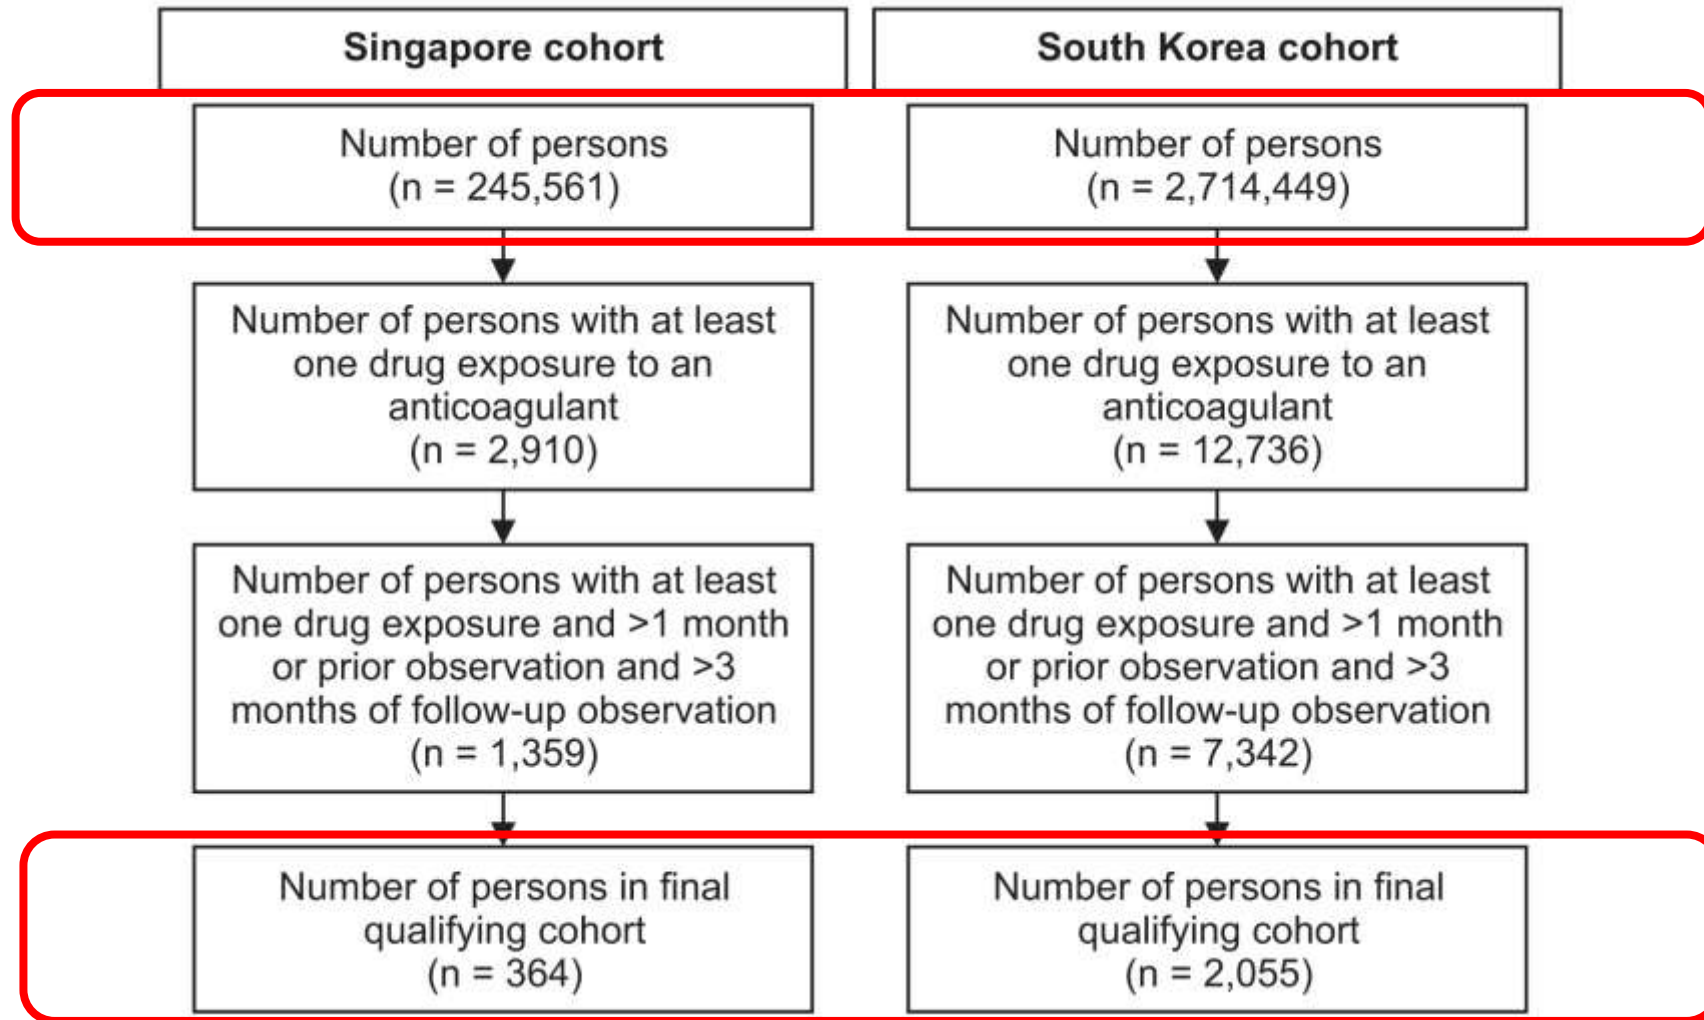 Singapore cohort
South Korea cohort
Number of persons
(n = 245,561)
Number of persons
(n = 2,714,449)
Number of persons with at least
one drug exposure to an
anticoagulant
(n = 2,910)
Number of persons with at least
one drug exposure to an
anticoagulant
(n = 12,736)
Number of persons with at least
one drug exposure and >1 month
or prior observation and >3
months of follow-up observation
(n = 1,359)
Number of persons with at least
one drug exposure and >1 month
or prior observation and >3
months of follow-up observation
(n = 7,342)
Number of persons in final
qualifying cohort
(n = 364)
Number of persons in final
qualifying cohort
(n = 2,055)